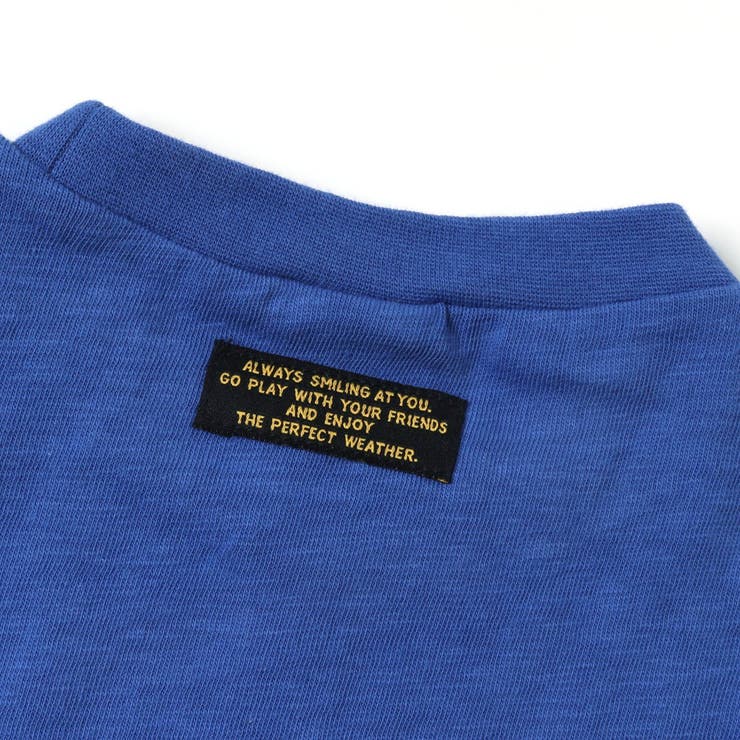 ALWAYS SMILING AT YOU.
GO PLAY WITH YOUR FRIENDS
AND ENJOY
THE PERFECT WEATHER.